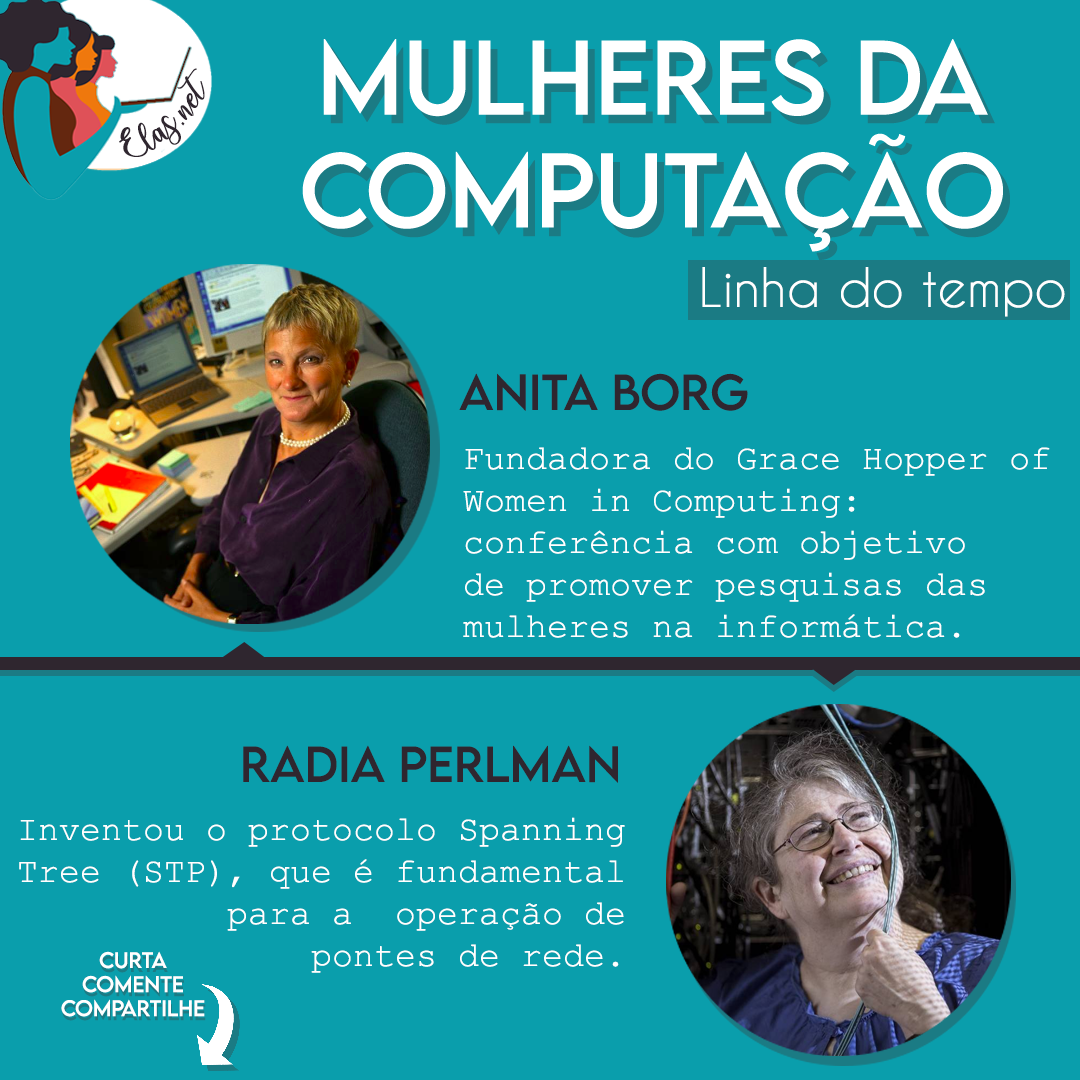 Elas.net
MULHERES DA
COMPUTAÇÃO
Linha do tempo
ANITA BORG
Fundadora do Grace Hopper of
Women in Computing:
conferência com objetivo
de promover pesquisas das
mulheres na informática.
RADIA PERLMAN
Inventou o protocolo Spanning
Tree (STP), que é fundamental
para a operação de
pontes de rede.
CURTA
COMENTE
COMPARTILHE